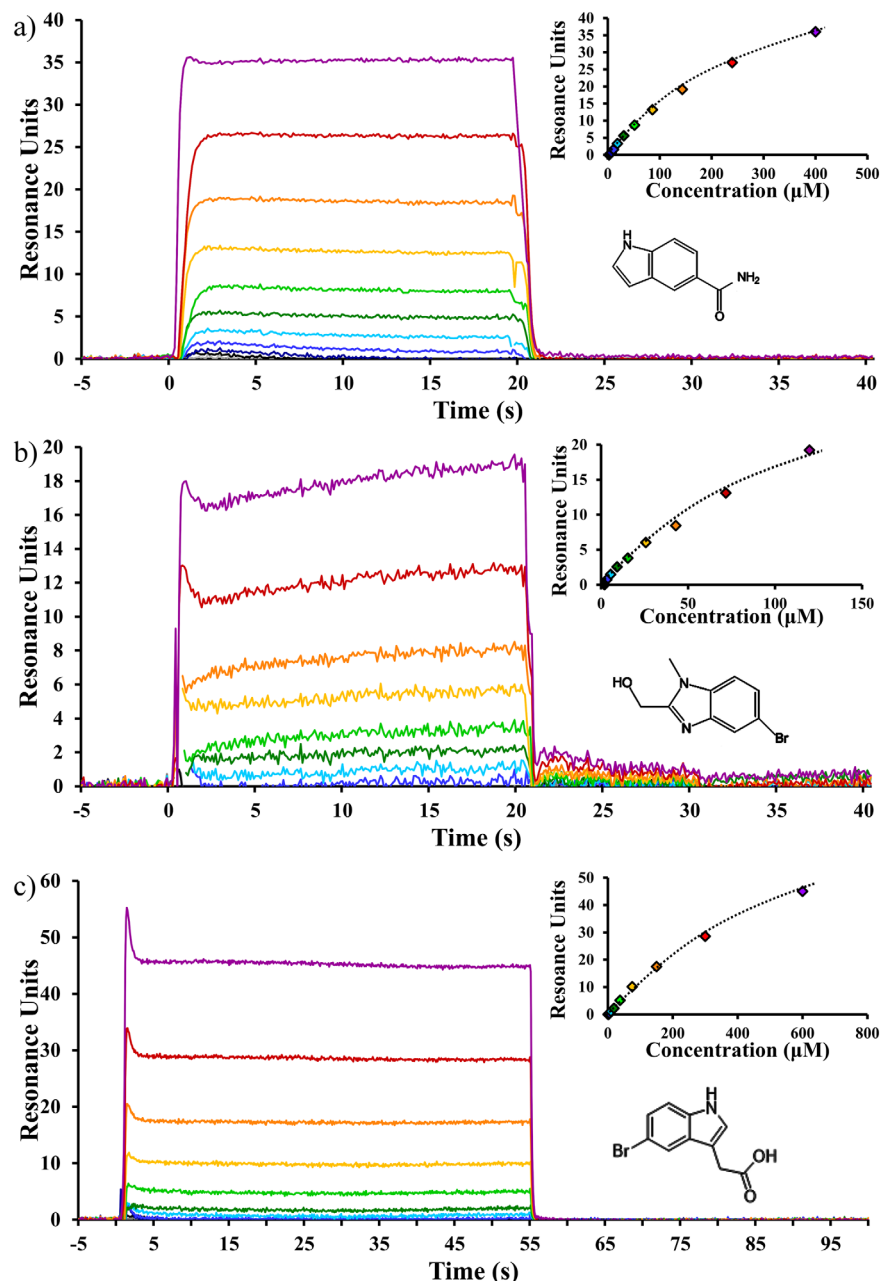 a)
Resonance Units
40
35
30
25
20
15
10
5
0
-5 0 5 10 15 20 25 30 35 40
Time (s)
Resoance Units
40
35
30
25
20
15
10
5
0
0 100 200 300 400 500
Concentration (µM)
H
N
NH2
O
b)
Resonance Units
20
18
16
14
12
10
8
6
4
2
0
-5 0 5 10 15 20 25 30 35 40
Time (s)
Resonance Units
20
15
10
5
0
0 50 100 150
Concentration (µM)
HO
N
N
Br
c)
Resonance Units
60
50
40
30
20
10
0
-5 5 15 25 35 45 55 65 75 85 95
Time (s)
Resoance Units
50
40
30
20
10
0
0 200 400 600 800
Concentration (µM)
H
N
Br
OH
O